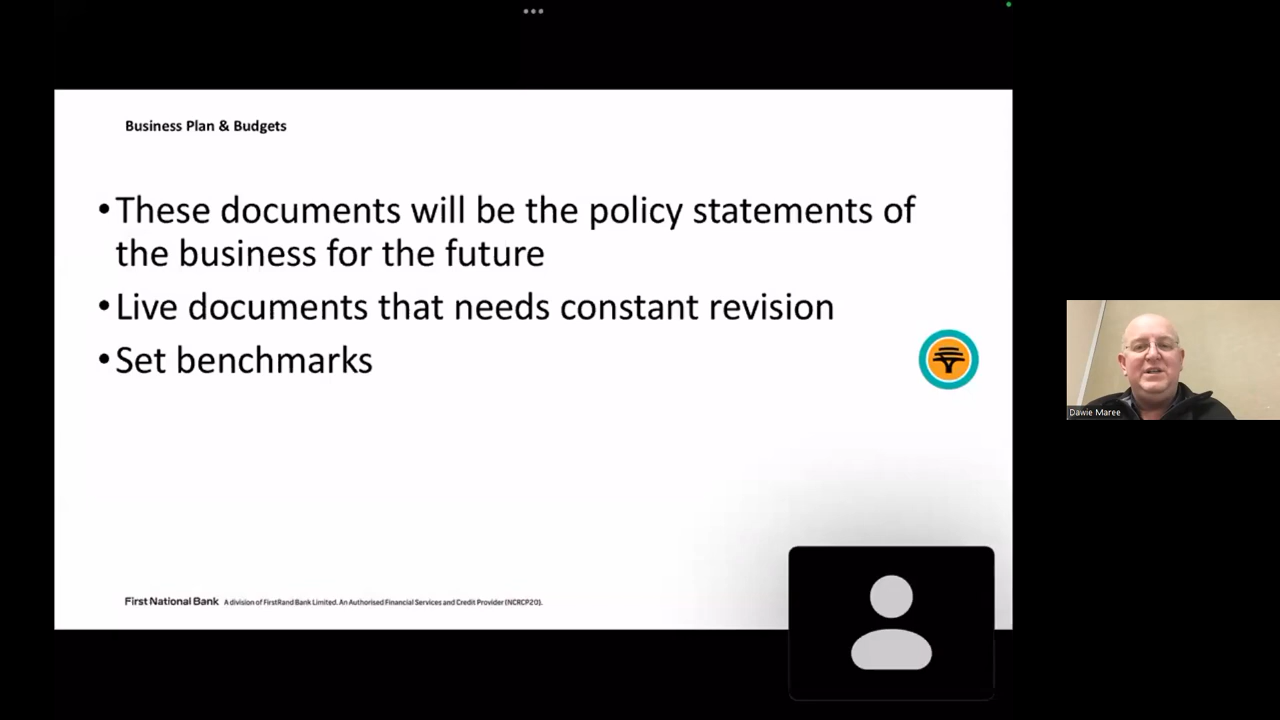 Business Plan & Budgets
•These documents will be the policy statements of
the business for the future
•Live documents that needs constant revision
•Set benchmarks
First National Bank A division of FirstRand Bank Limited. An Authorised Financial Services and Credit Provider (NCRCP20).
Dawie Maree